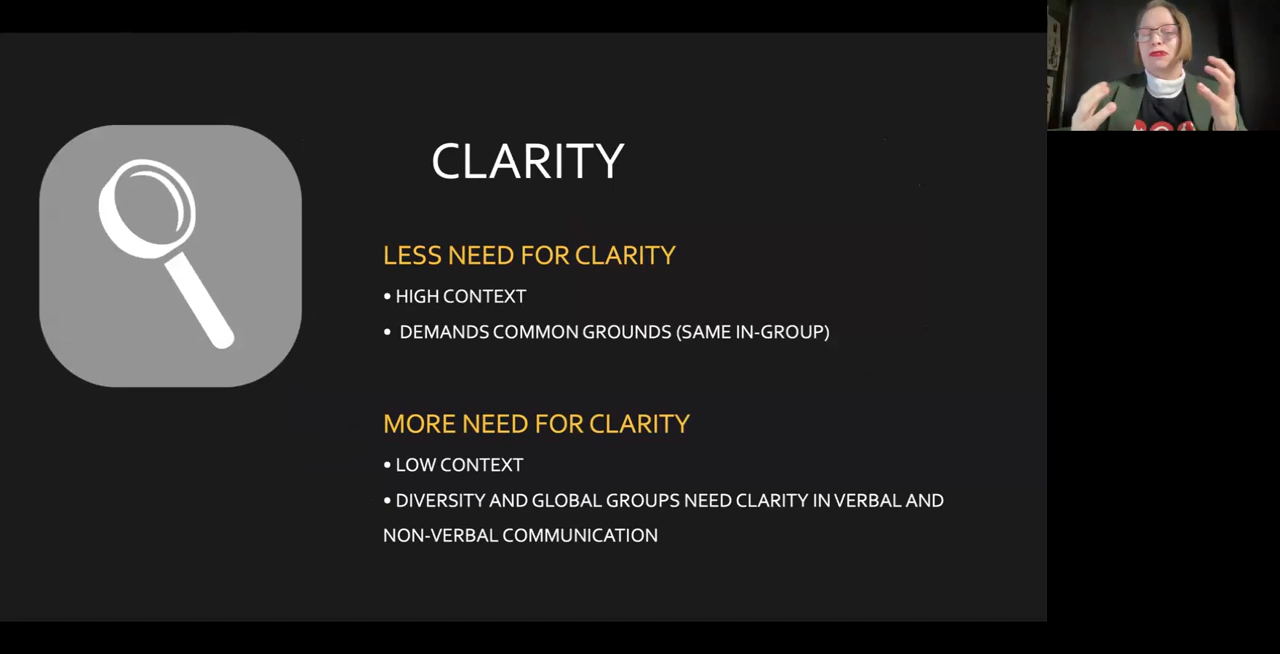 CLARITY
LESS NEED FOR CLARITY
• HIGH CONTEXT
• DEMANDS COMMON GROUNDS (SAME IN-GROUP)
MORE NEED FOR CLARITY
• LOW CONTEXT
• DIVERSITY AND GLOBAL GROUPS NEED CLARITY IN VERBAL AND
NON-VERBAL COMMUNICATION